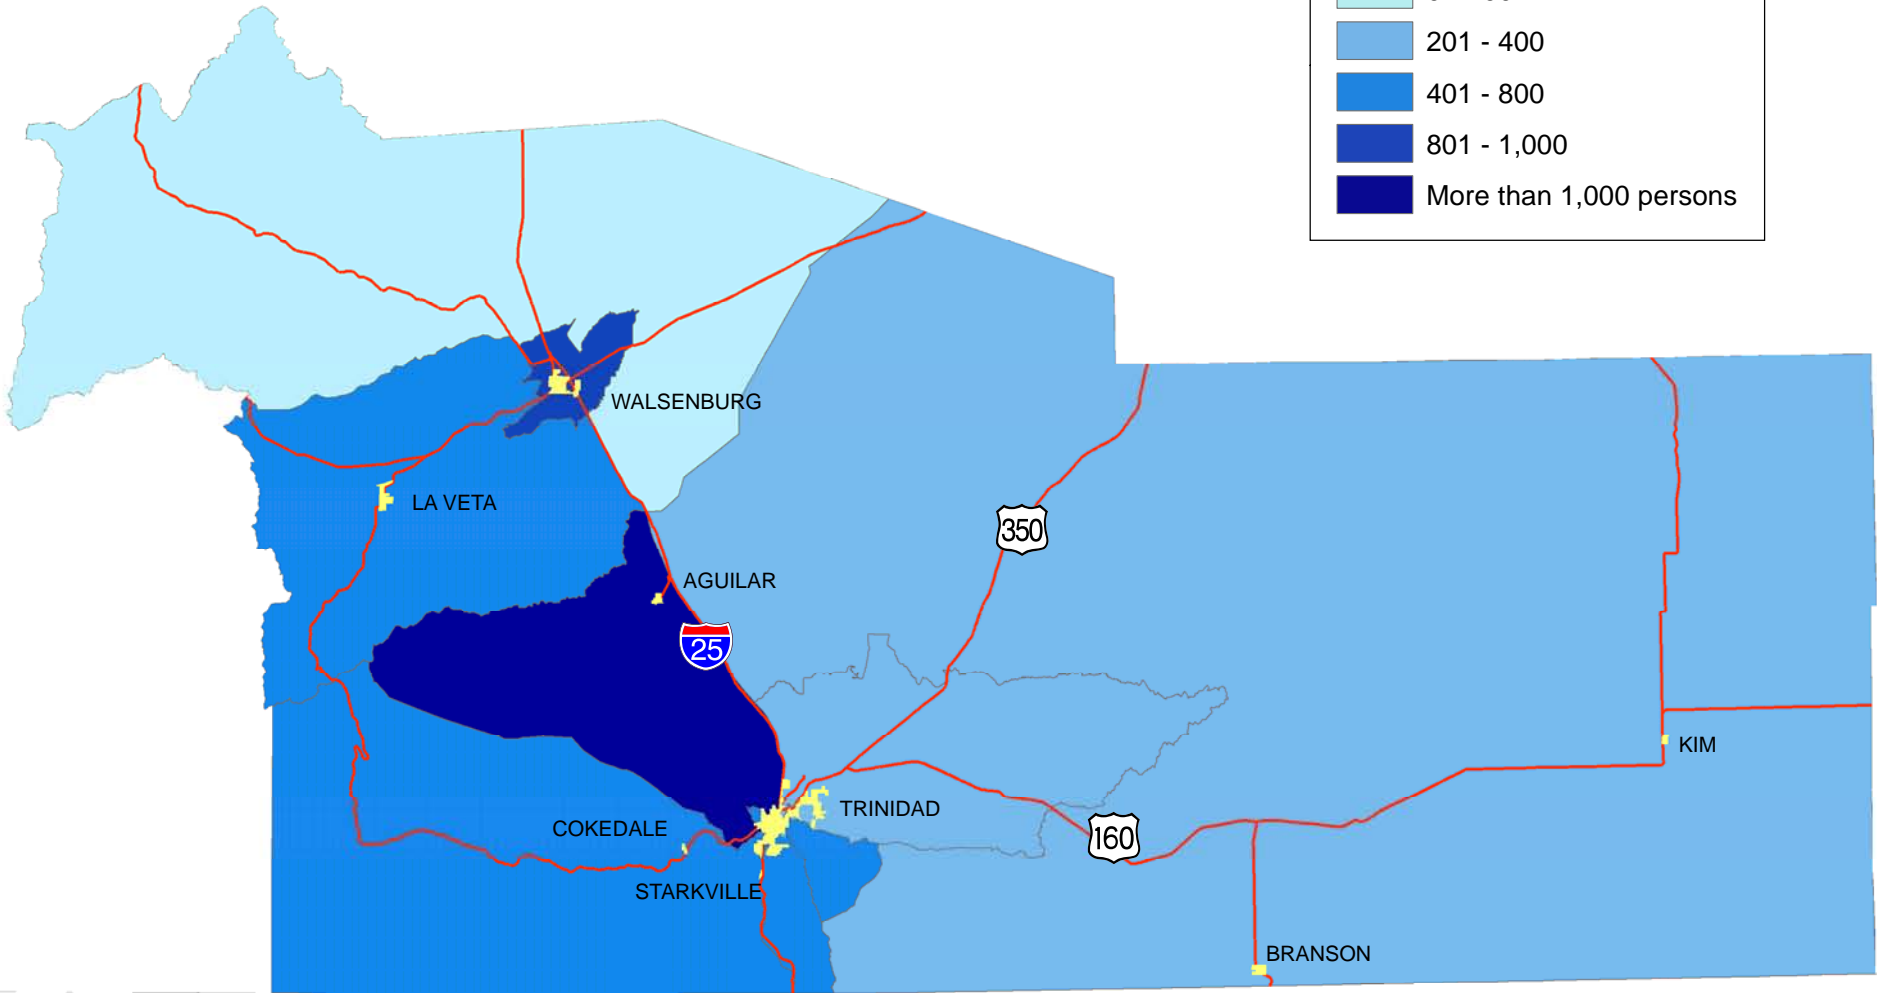 201 - 400
401 - 800
801 - 1,000
More than 1,000 persons
WALSENBURG
LA VETA
350
AGUILAR
25
KIM
TRINIDAD
COKEDALE
160
STARKVILLE
BRANSON